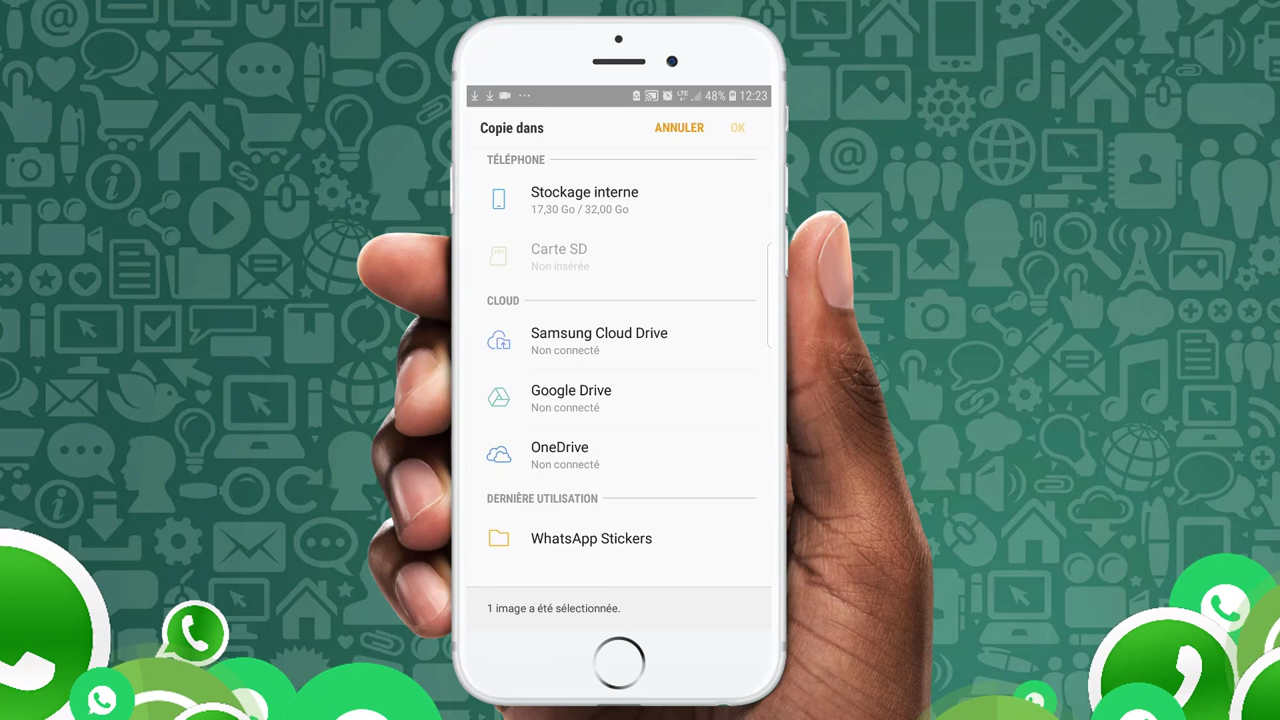 48% 12:23
Copie dans ANNULER OK
TÉLÉPHONE
Stockage interne
17,30 Go / 32,00 Go
Carte SD
Non insérée
CLOUD
Samsung Cloud Drive
Non connecté
Google Drive
Non connecté
OneDrive
Non connecté
DERNIÈRE UTILISATION
WhatsApp Stickers
1 image a été sélectionnée.